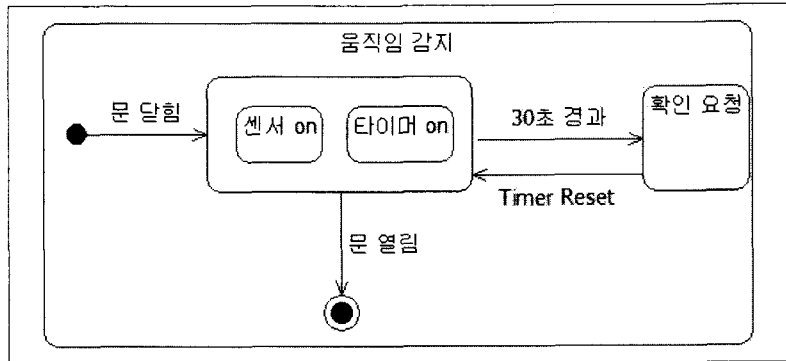 움직임 감지
문 닫힘
센서 on
타이머 on
30초 경과
확인 요청
Timer Reset
문 열림